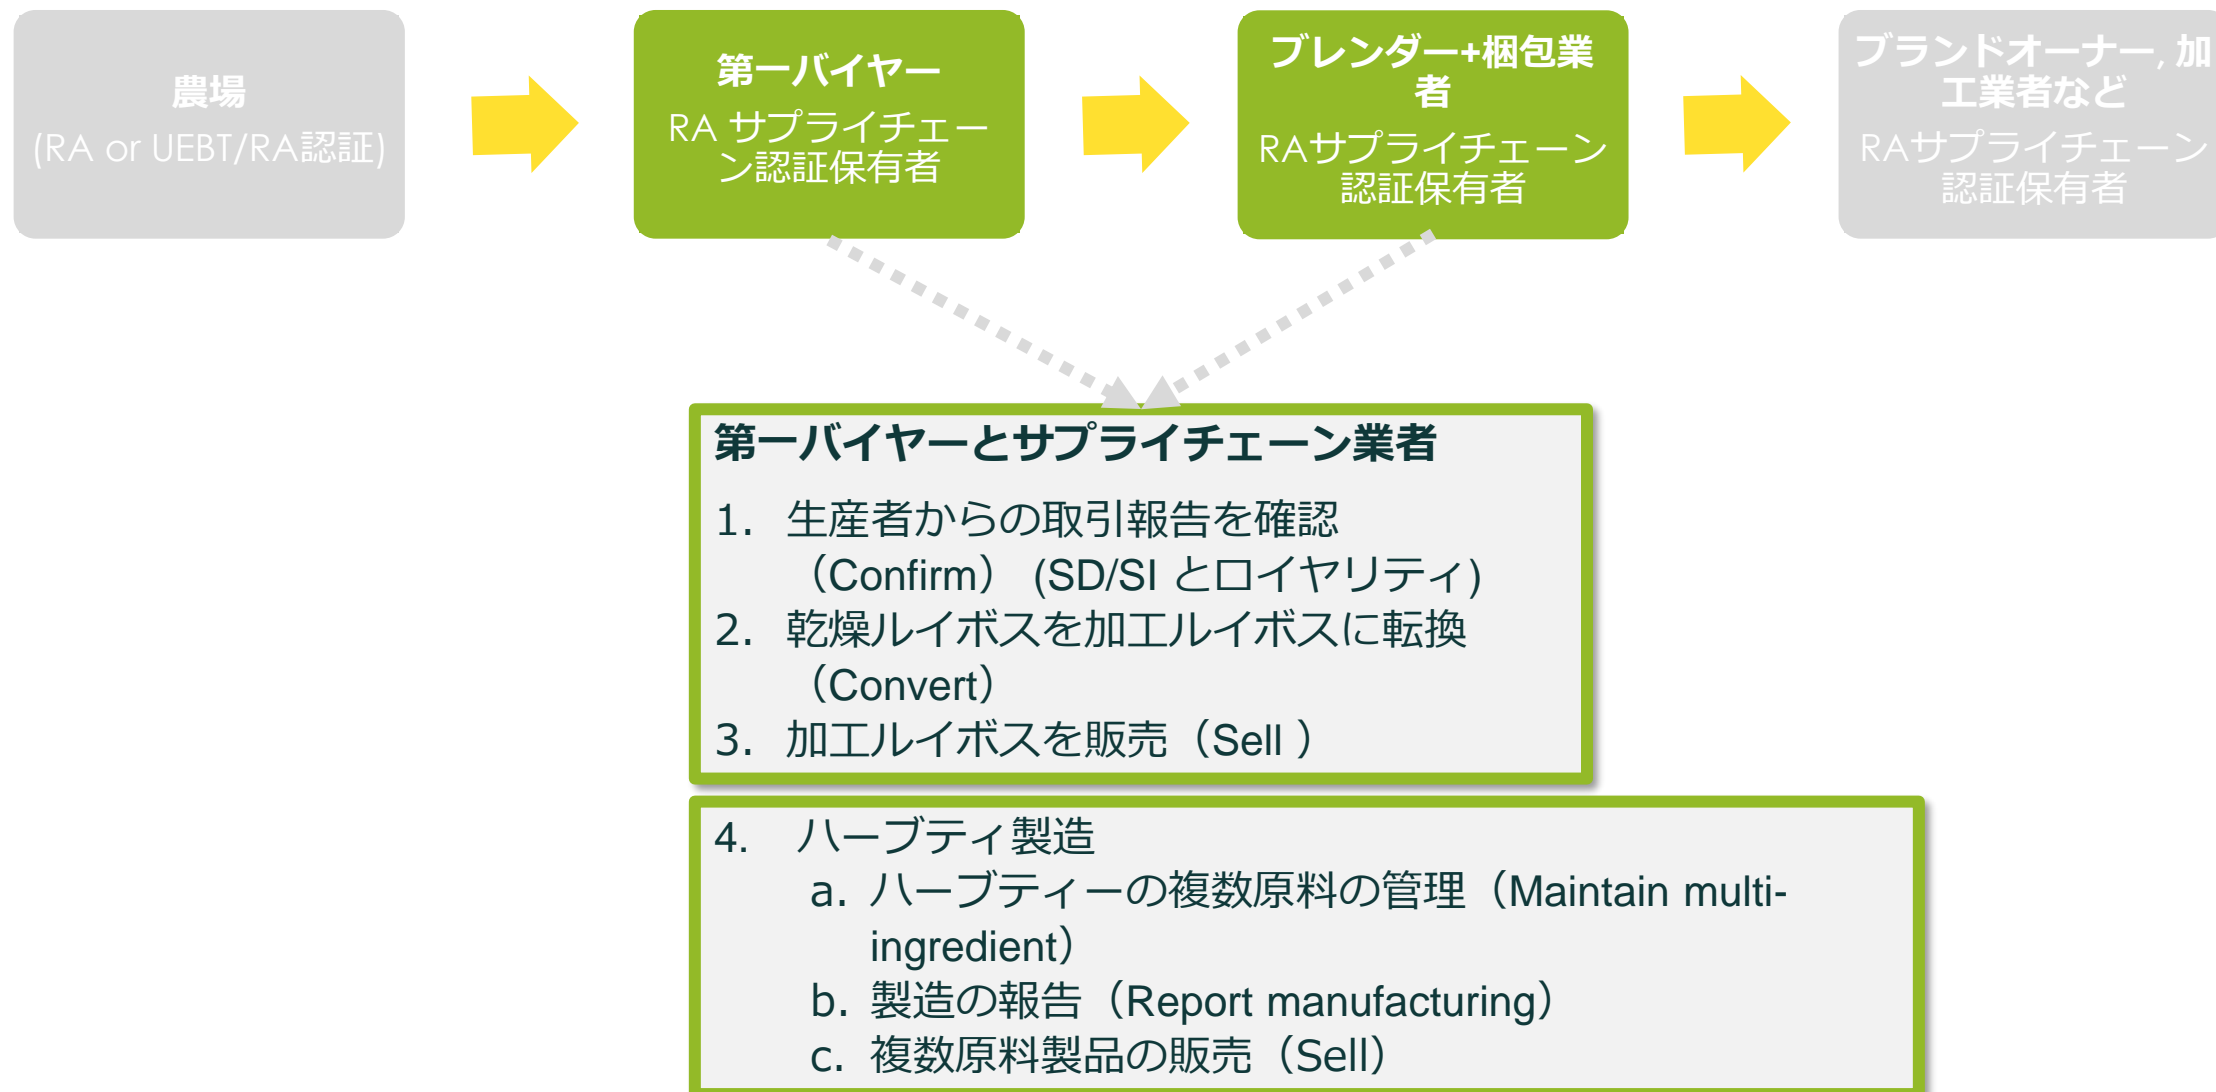 農場
(RA or UEBT/RA認証)
第一バイヤー
RA サプライチェー
ン認証保有者
ブレンダー+梱包業
者
RAサプライチェーン
認証保有者
ブランドオーナー, 加
工業者など
RAサプライチェーン
認証保有者
第一バイヤーとサプライチェーン業者
1. 生産者からの取引報告を確認
（Confirm） (SD/SI とロイヤリティ)
2. 乾燥ルイボスを加工ルイボスに転換
（Convert）
3. 加工ルイボスを販売（Sell ）
4. ハーブティ製造
a. ハーブティーの複数原料の管理（Maintain multi-
ingredient）
b. 製造の報告（Report manufacturing）
c. 複数原料製品の販売（Sell）